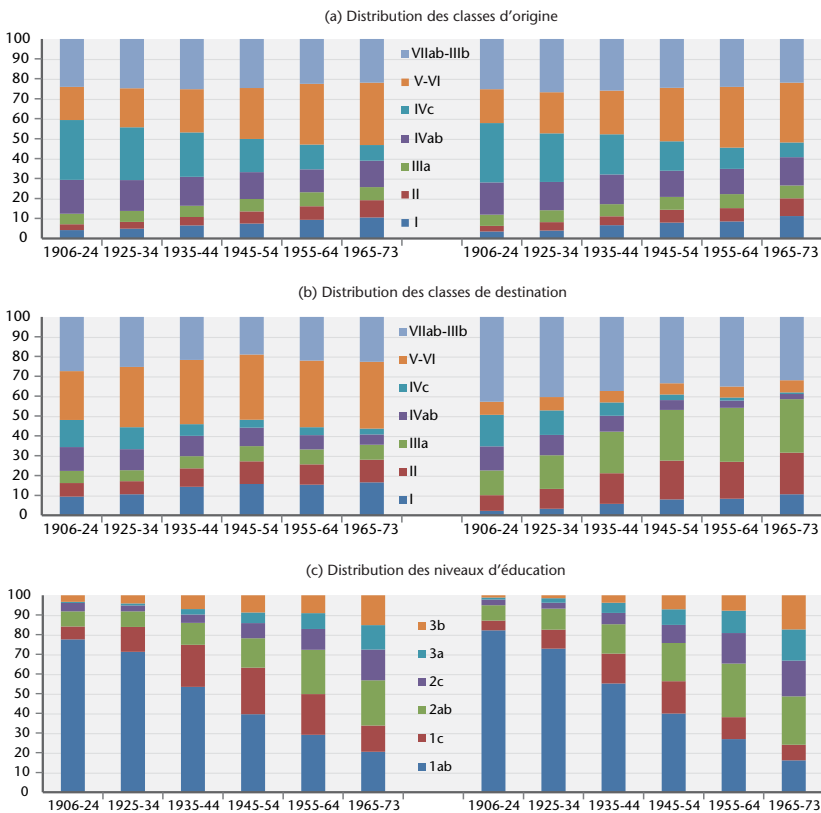 (a) Distribution des classes d’origine
100
90
80
70
60
50
40
30
20
10
0
VIIab-IIIb
V-VI
IVc
IVab
IIIa
II
I
1906-24 1925-34 1935-44 1945-54 1955-64 1965-73 1906-24 1925-34 1935-44 1945-54 1955-64 1965-73
(b) Distribution des classes de destination
100
90
80
70
60
50
40
30
20
10
0
VIIab-IIIb
V-VI
IVc
IVab
IIIa
II
I
1906-24 1925-34 1935-44 1945-54 1955-64 1965-73 1906-24 1925-34 1935-44 1945-54 1955-64 1965-73
(c) Distribution des niveaux d’éducation
100
90
80
70
60
50
40
30
20
10
0
3b
3a
2c
2ab
1c
1ab
1906-24 1925-34 1935-44 1945-54 1955-64 1965-73 1906-24 1925-34 1935-44 1945-54 1955-64 1965-73